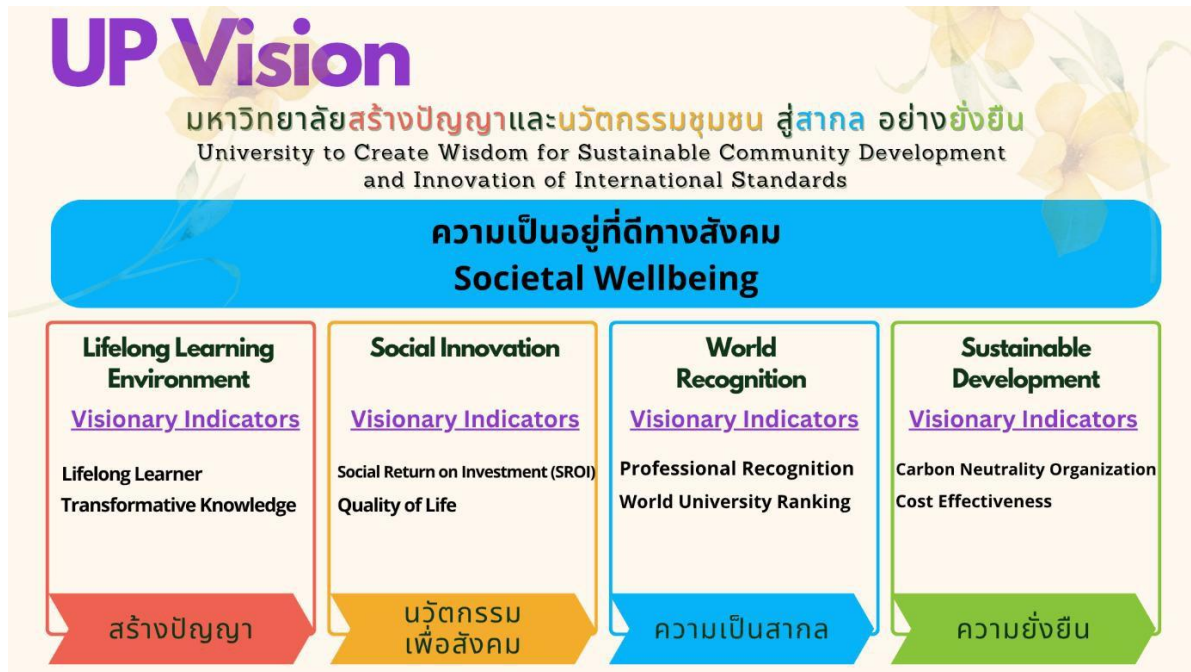 UP Vision
มหาวิทยาลัยสร้างปัญญาและนวัตกรรมชุมชน สู่สากล อย่างยั่งยืน
University to Create Wisdom for Sustainable Community Development
and Innovation of International Standards
ความเป็นอยู่ที่ดีทางสังคม
Societal Wellbeing
Lifelong Learning
Environment
Visionary Indicators
Lifelong Learner
Transformative Knowledge
สร้างปัญญา
Social Innovation
Visionary Indicators
Social Return on Investment (SROI)
Quality of Life
นวัตกรรม
เพื่อสังคม
World
Recognition
Visionary Indicators
Professional Recognition
World University Ranking
ความเป็นสากล
Sustainable
Development
Visionary Indicators
Carbon Neutrality Organization
Cost Effectiveness
ความยั่งยืน